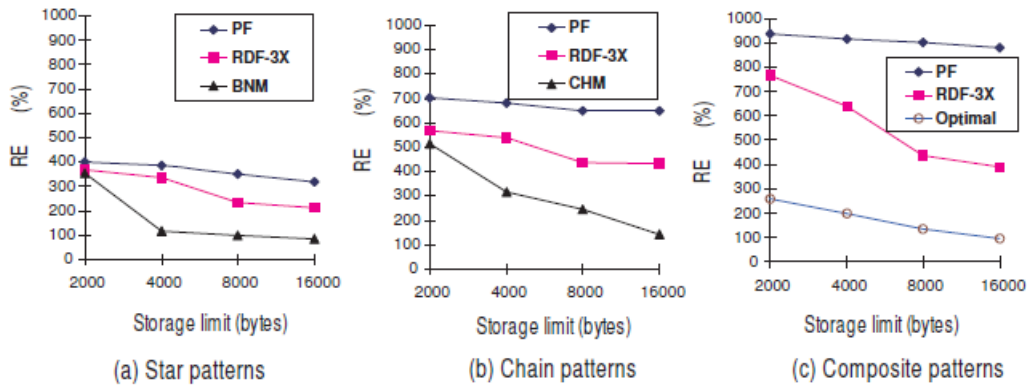 1000
900
800
700
600
500
400
300
200
100
0
RE (%)
PF
RDF-3X
BNM
2000 4000 8000 16000
Storage limit (bytes)
(a) Star patterns
1000
900
800
700
600
500
400
300
200
100
0
RE (%)
PF
RDF-3X
CHM
2000 4000 8000 16000
Storage limit (bytes)
(b) Chain patterns
1000
900
800
700
600
500
400
300
200
100
0
RE (%)
PF
RDF-3X
Optimal
2000 4000 8000 16000
Storage limit (bytes)
(c) Composite patterns